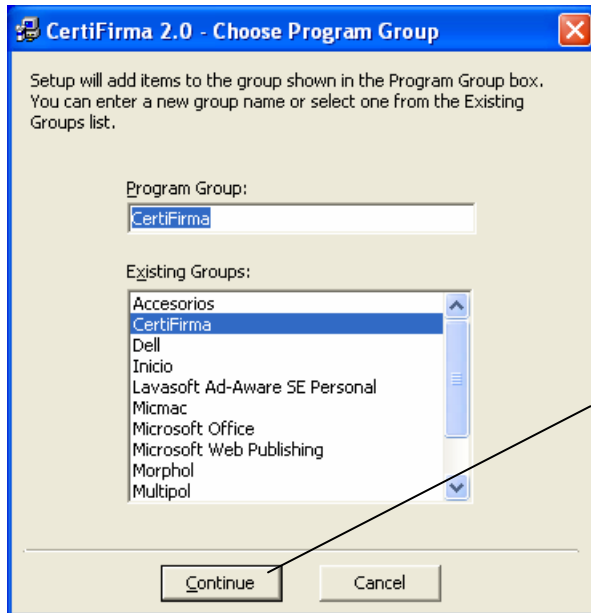 CertiFirma 2.0 - Choose Program Group
Setup will add items to the group shown in the Program Group box.
You can enter a new group name or select one from the Existing
Groups list.
Program Group:
CertiFirma
Existing Groups:
Accesorios
CertiFirma
Dell
Inicio
Lavasoft Ad-Aware SE Personal
Micmac
Microsoft Office
Microsoft Web Publishing
Morphol
Multipol
Continue
Cancel